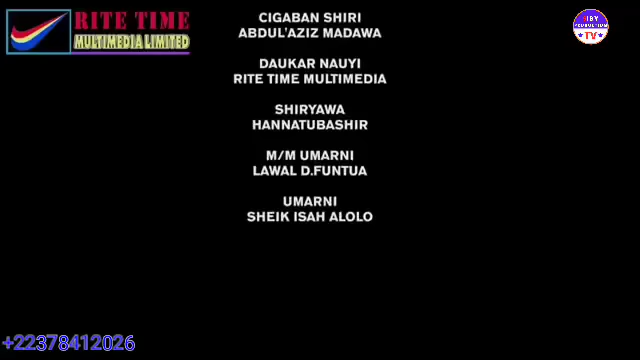 RITE TIME
MULTIMEDIA LIMITED
CIGABAN SHIRI
ABDUL'AZIZ MADAWA
DAUKAR NAUYI
RITE TIME MULTIMEDIA
SHIRYAWA
HANNATUBASHIR
M/M UMARNI
LAWAL D.FUNTUA
UMARNI
SHEIK ISAH ALOLO
TV
+22378412026